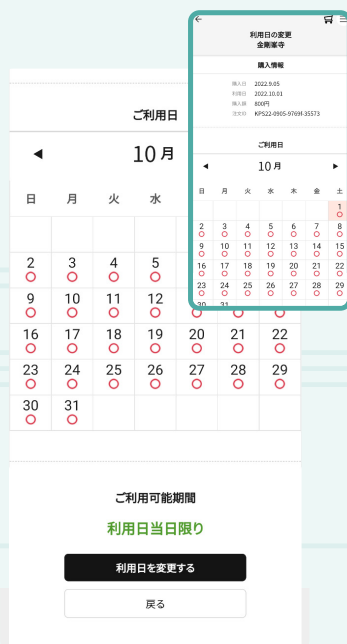 利用日の変更
金剛峯寺
購入情報
購入日 2022.9.05
利用日 2022.10.01
購入額 800円
注文ID KPS22-0905-9769f-35573
ご利用日
◀ 10月 ▶
日 月 火 水 木 金 土
1
2 3 4 5 6 7 8
9 10 11 12 13 14 15
16 17 18 19 20 21 22
23 24 25 26 27 28 29
30 31
ご利用日
◀ 10月
日 月 火 水
2 3 4 5
9 10 11 12
16 17 18 19 20 21 22
23 24 25 26 27 28 29
30 31
ご利用可能期間
利用日当日限り
利用日を変更する
戻る